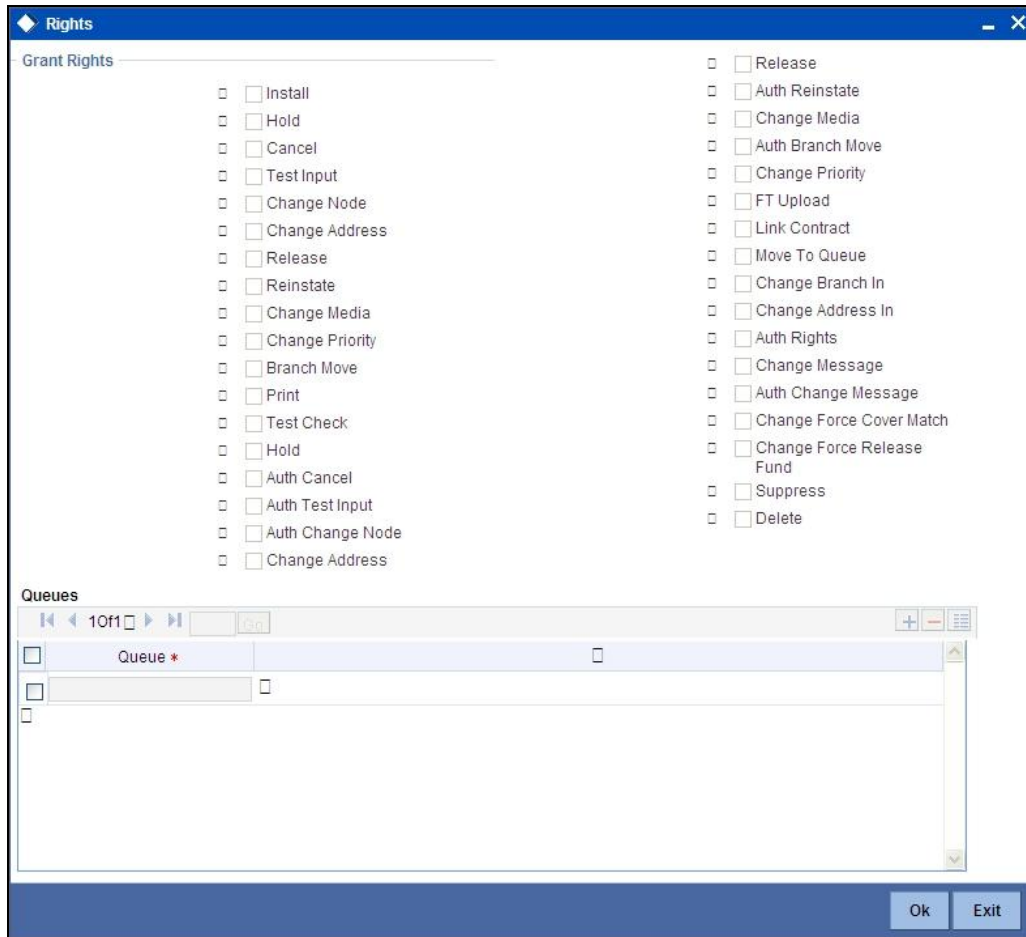 Rights
Grant Rights
Install
Hold
Cancel
Test Input
Change Node
Change Address
Release
Reinstate
Change Media
Change Priority
Branch Move
Print
Test Check
Hold
Auth Cancel
Auth Test Input
Auth Change Node
Change Address
Release
Auth Reinstate
Change Media
Auth Branch Move
Change Priority
FT Upload
Link Contract
Move To Queue
Change Branch In
Change Address In
Auth Rights
Change Message
Auth Change Message
Change Force Cover Match
Change Force Release
Fund
Suppress
Delete
Queues
1Of1 Go
Queue *
Ok Exit